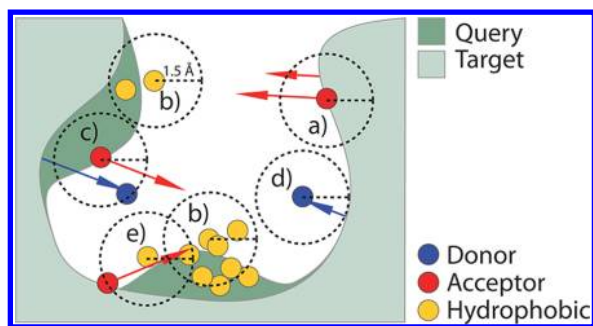 Query
Target
1.5 Å
b)
a)
c)
d)
b)
e)
Donor
Acceptor
Hydrophobic